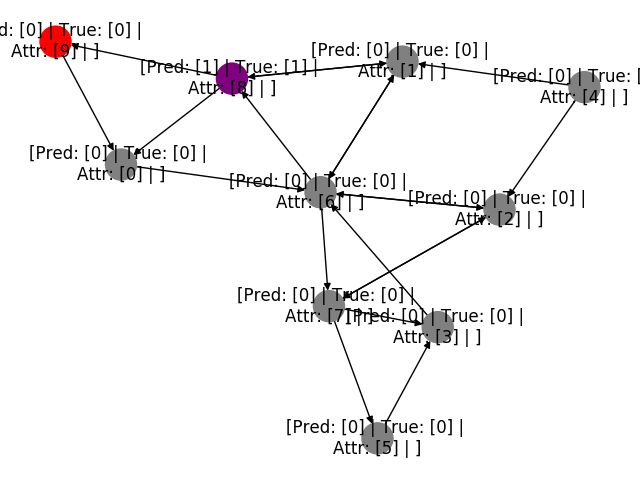 d: [0] | True: [0] |
Attr: [9] | ]
[Pred: [1] | True: [1] |
Attr: [8] | ]
[Pred: [0] | True: [0] |
Attr: [1] | ]
[Pred: [0] | True: [
Attr: [4] | ]
[Pred: [0] | True: [0] |
Attr: [0] | ]
[Pred: [0] | True: [0] |
Attr: [6] | ]
[Pred: [0] | True: [0] |
Attr: [2] | ]
[Pred: [0] | True: [0] |
Attr: [7] | ]
[Pred: [0] | True: [0] |
Attr: [3] | ]
[Pred: [0] | True: [0] |
Attr: [5] | ]